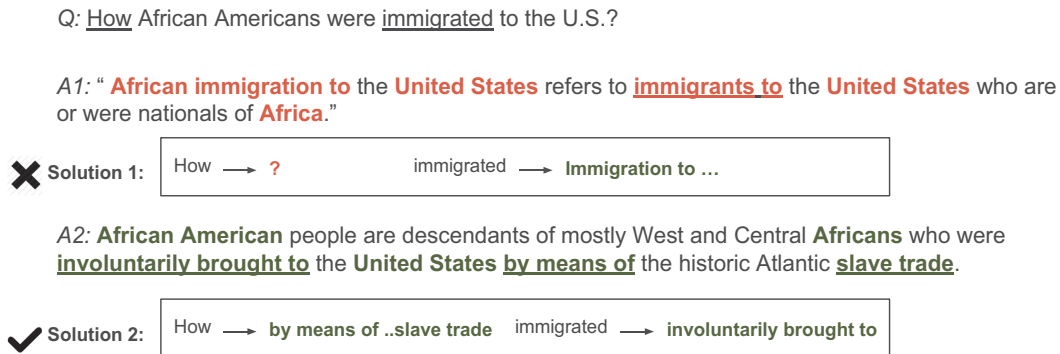 Q: How African Americans were immigrated to the U.S.?
A1: “ African immigration to the United States refers to immigrants to the United States who are
or were nationals of Africa.”
Solution 1: How → ? immigrated → Immigration to …
A2: African American people are descendants of mostly West and Central Africans who were
involuntarily brought to the United States by means of the historic Atlantic slave trade.
Solution 2: How → by means of ..slave trade immigrated → involuntarily brought to